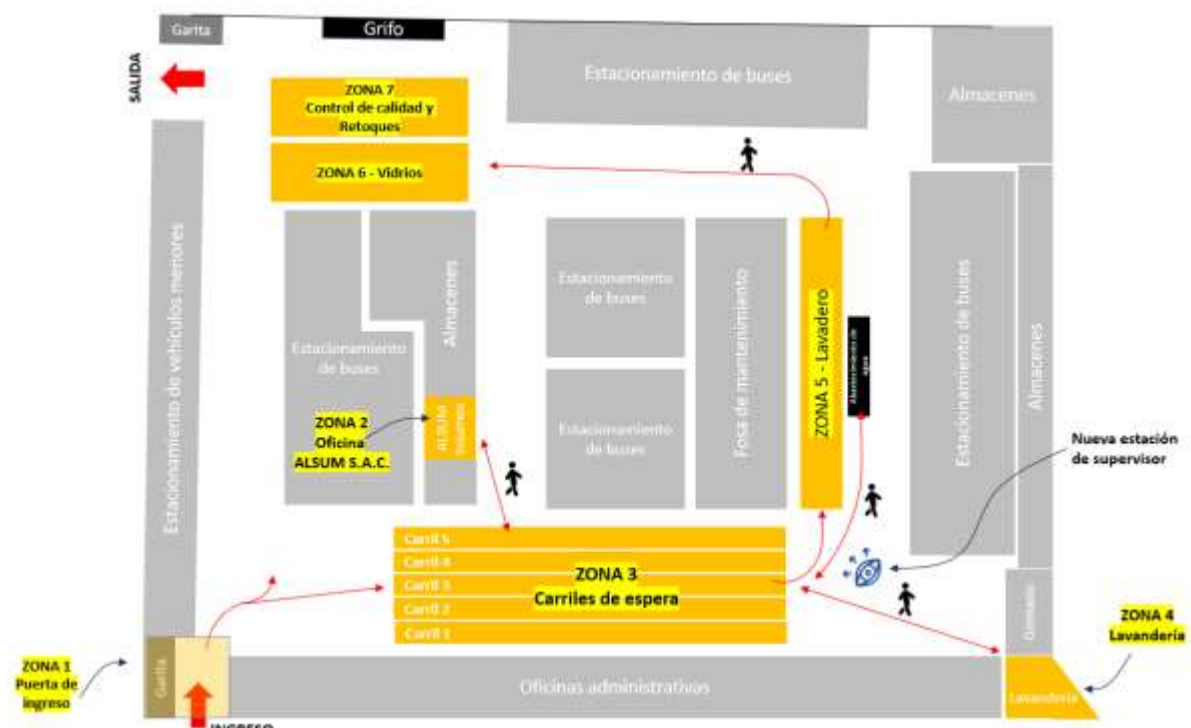 Garita
Grifo
SALIDA
Estacionamiento de buses
Almacenes
ZONA 7
Control de calidad y
Retoques
ZONA 6 - Vidrios
Estacionamiento de vehículos menores
Estacionamiento
de buses
Almacenes
Estacionamiento
de buses
Estacionamiento
de buses
Fosa de mantenimiento
ZONA 5 - Lavadero
Abastecimiento de
agua
Estacionamiento de buses
Almacenes
ZONA 2
Oficina
ALSUM S.A.C.
ALSUM
Nueva estación
de supervisor
Carril 5
Carril 4
Carril 3
Carril 2
Carril 1
ZONA 3
Carriles de espera
ZONA 4
Lavandería
Lavandería
ZONA 1
Puerta de
ingreso
Garita
Oficinas administrativas
INGRESO